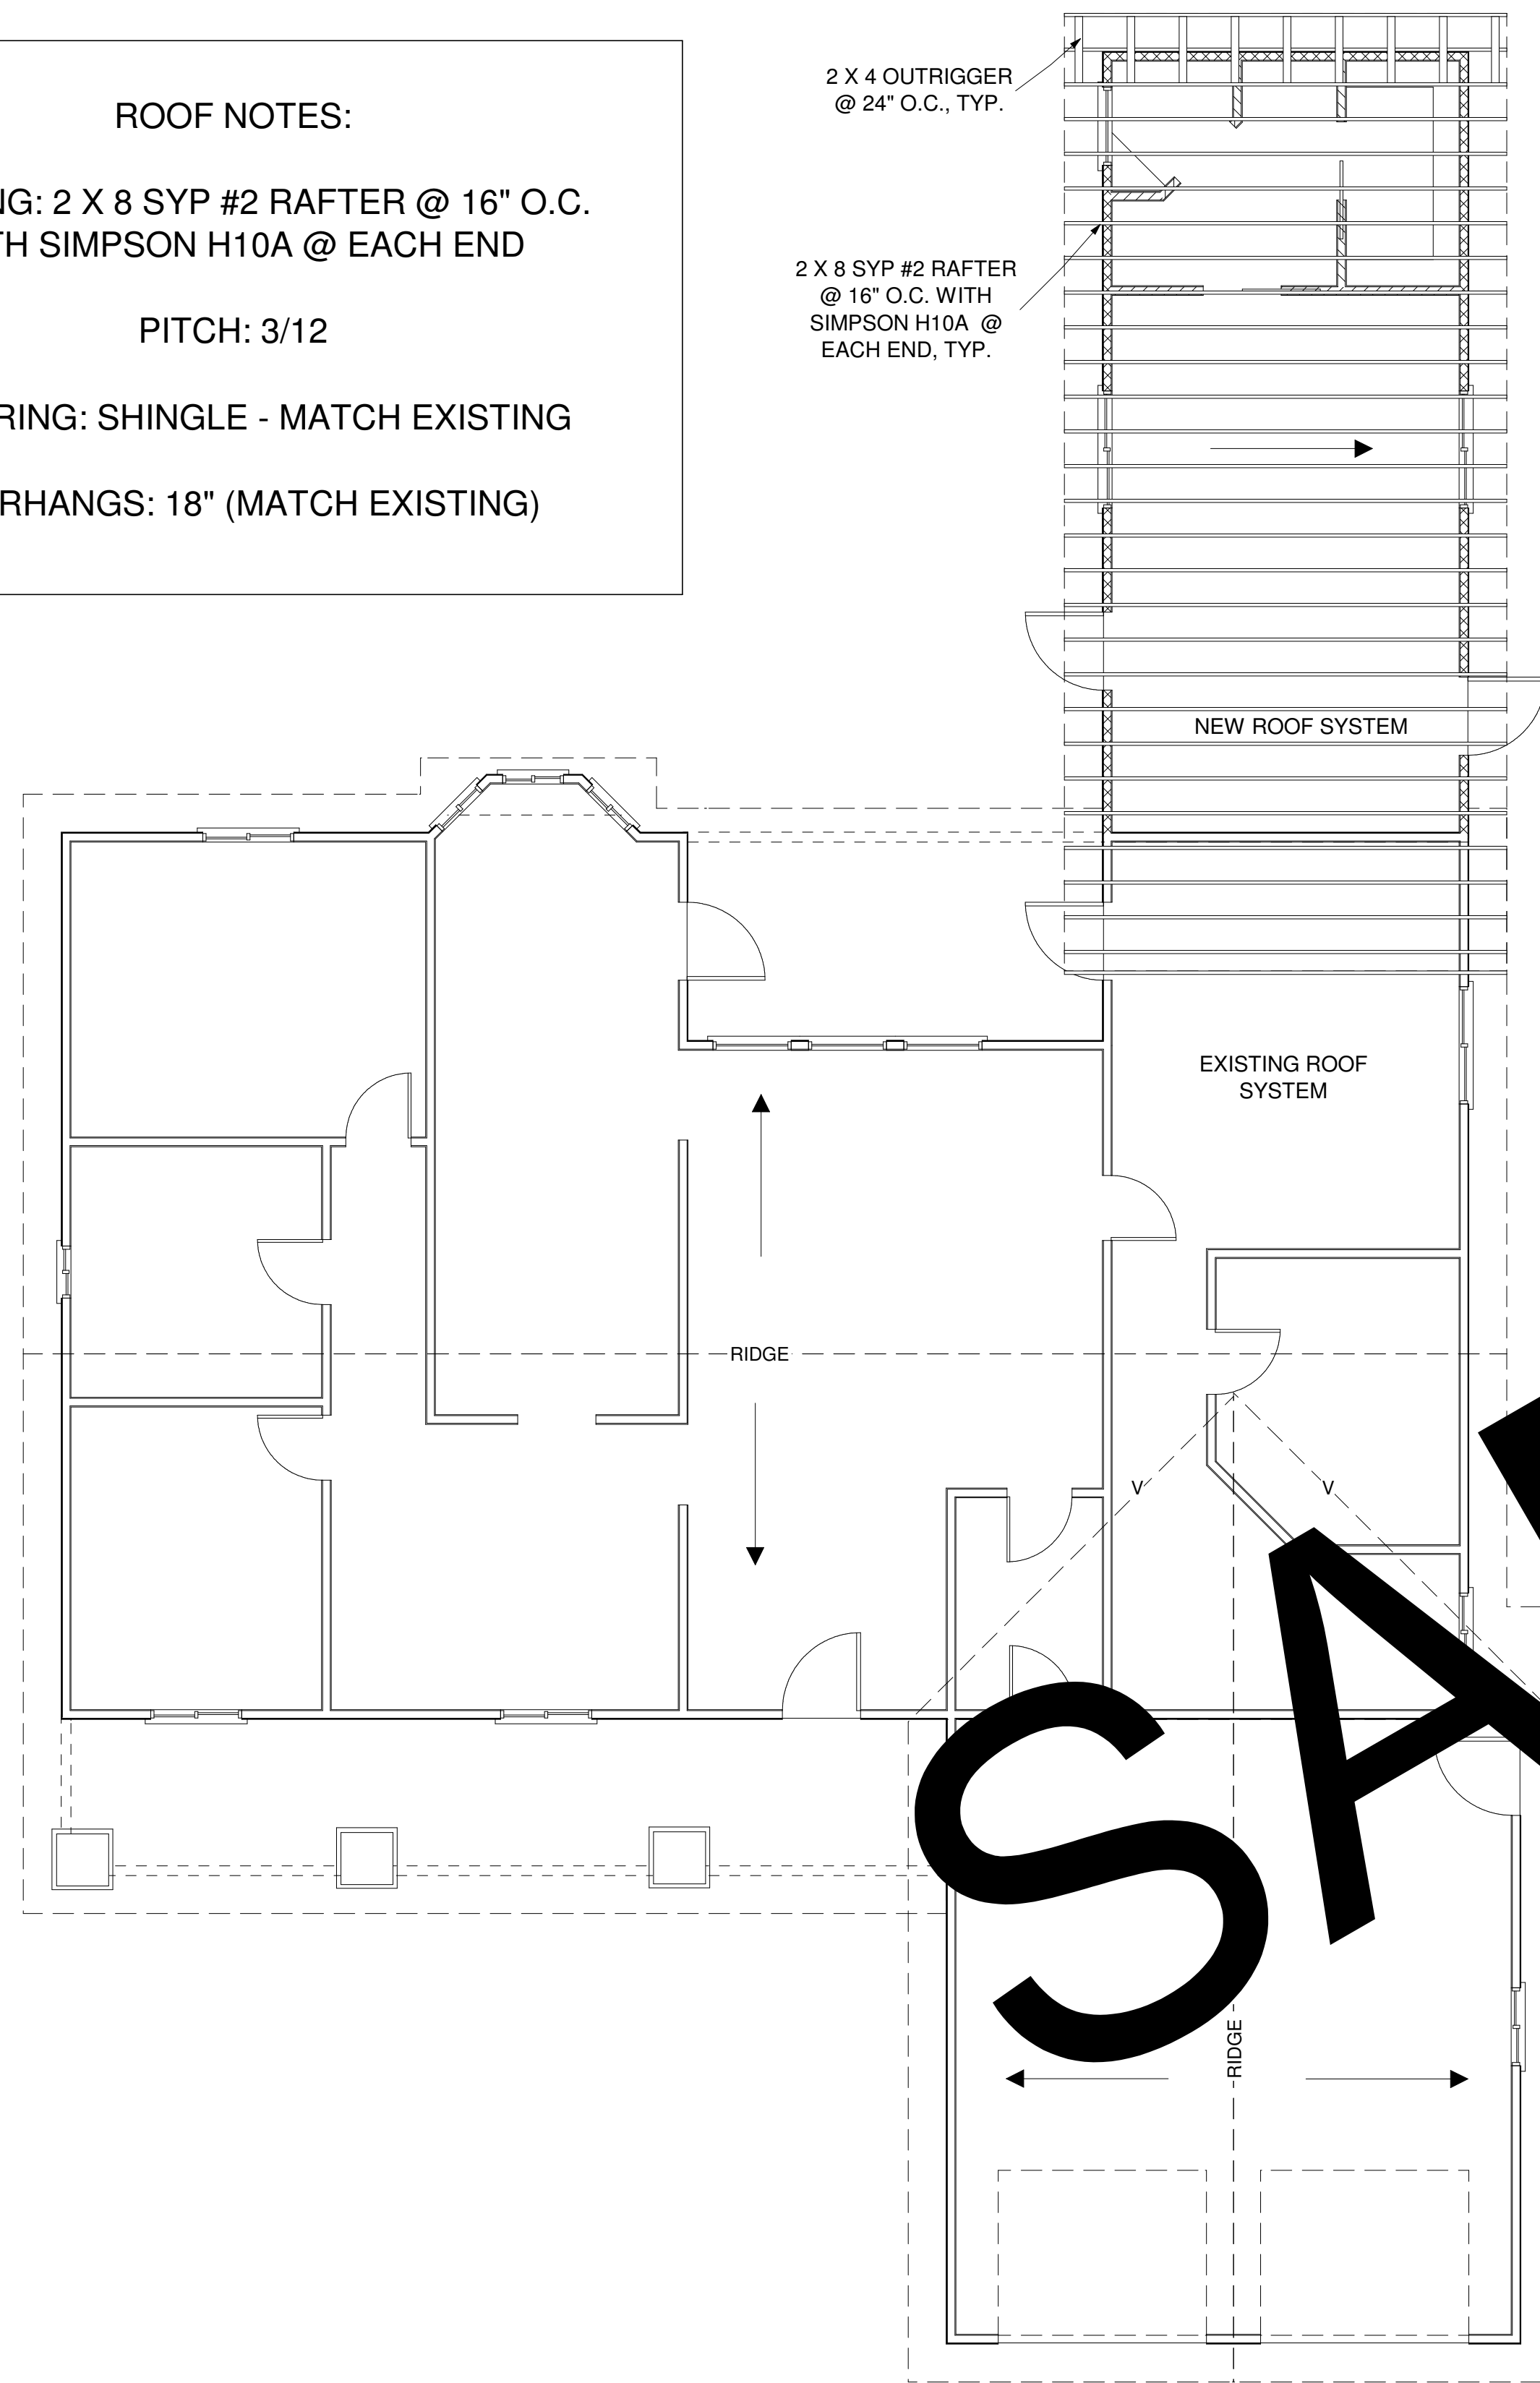 ROOF NOTES:
NG: 2 X 8 SYP #2 RAFTER @ 16" O.C.
TH SIMPSON H10A @ EACH END
PITCH: 3/12
RING: SHINGLE - MATCH EXISTING
RHANGS: 18" (MATCH EXISTING)
2 X 4 OUTRIGGER
@ 24" O.C., TYP.
2 X 8 SYP #2 RAFTER
@ 16" O.C. WITH
SIMPSON H10A @
EACH END, TYP.
NEW ROOF SYSTEM
EXISTING ROOF
SYSTEM
RIDGE
V
V
SA
RIDGE